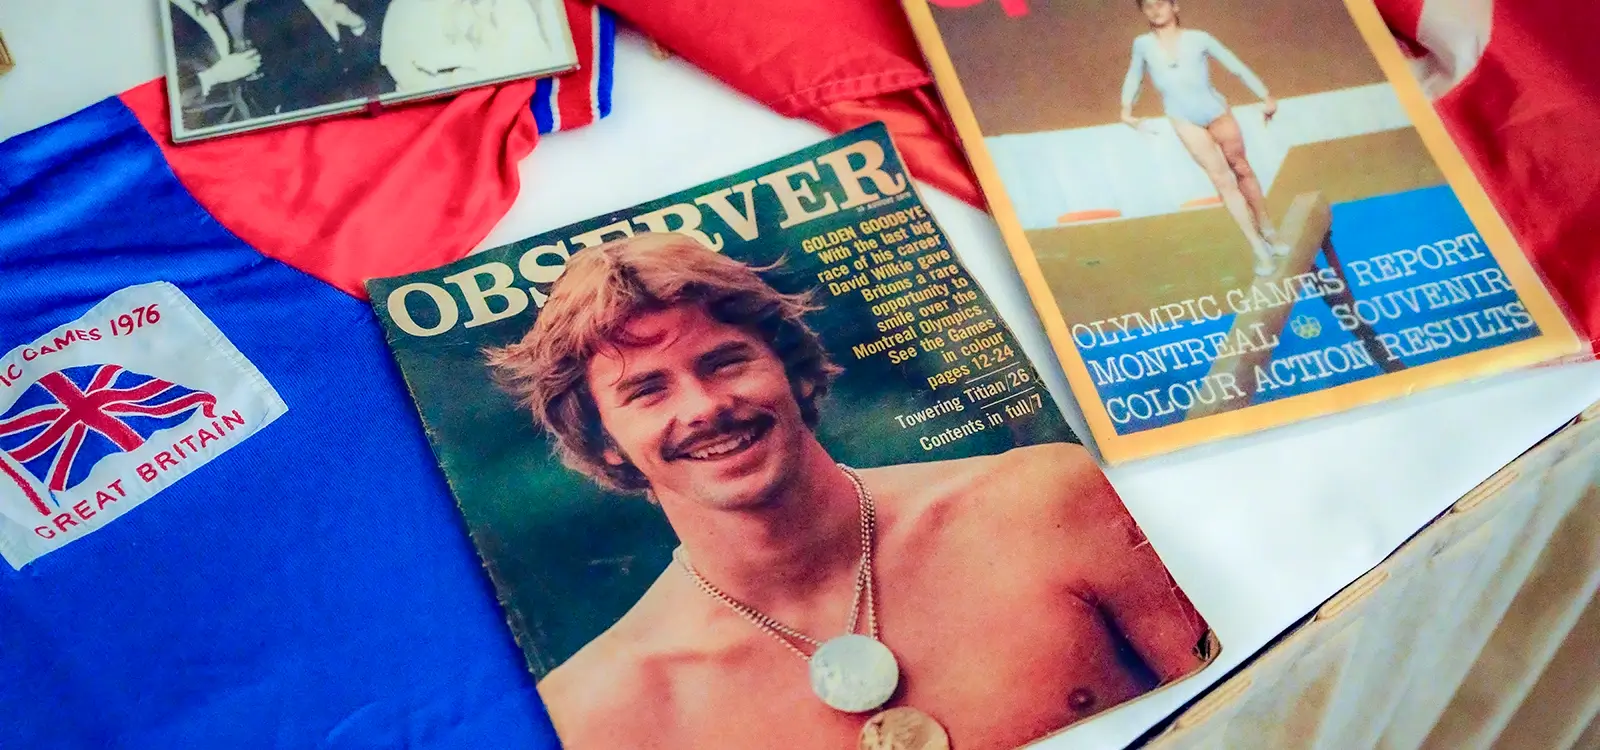 IC GAMES 1976
GREAT BRITAIN
OBSERVER
GOLDEN GOODBYE
With the last big
race of his career
David Wilkie gave
Britons a rare
opportunity to
smile over the
Montreal Olympics.
See the Games
in colour
pages 12-24
Towering Titian/26
Contents in full/7
OLYMPIC GAMES REPORT
MONTREAL SOUVENIR
COLOUR ACTION RESULTS